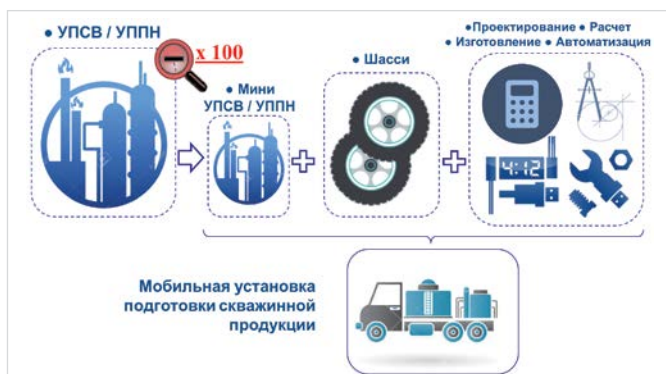 ● УПСВ / УППН
x 100
● Мини
УПСВ / УППН
● Шасси
●Проектирование ● Расчет
● Изготовление ● Автоматизация
4:12
Мобильная установка
подготовки скважинной
продукции